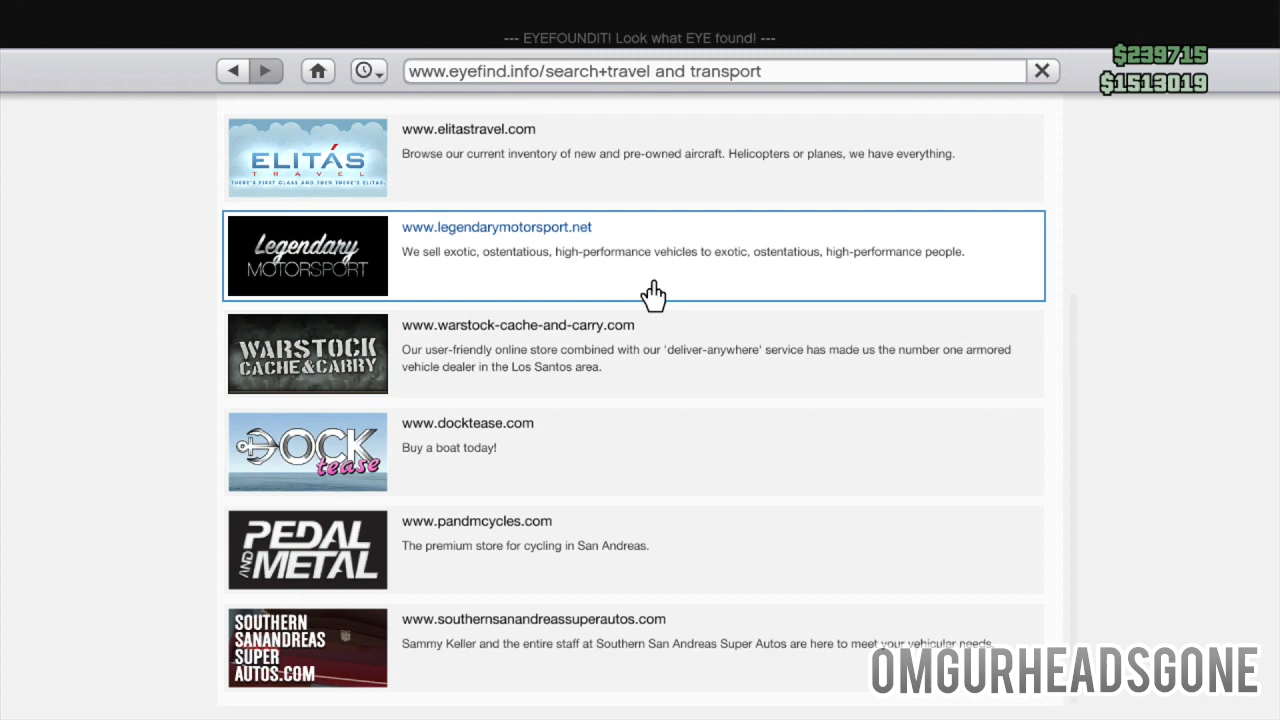 --- EYEFOUNDIT! Look what EYE found! ---
$239715
www.eyefind.info/search+travel and transport
$1513019
ELITÁS
TRAVEL
THERE'S FIRST CLASS AND THEN THERE'S ELITAS.
www.elitastravel.com
Browse our current inventory of new and pre-owned aircraft. Helicopters or planes, we have everything.
Legendary
MOTORSPORT
www.legendarymotorsport.net
We sell exotic, ostentatious, high-performance vehicles to exotic, ostentatious, high-performance people.
WARSTOCK
CACHE&CARRY
www.warstock-cache-and-carry.com
Our user-friendly online store combined with our 'deliver-anywhere' service has made us the number one armored
vehicle dealer in the Los Santos area.
DOCK
tease
www.docktease.com
Buy a boat today!
PEDAL
AND METAL
www.pandmcycles.com
The premium store for cycling in San Andreas.
SOUTHERN
SANANDREAS
SUPER
AUTOS.COM
www.southernsanandreassuperautos.com
Sammy Keller and the entire staff at Southern San Andreas Super Autos are here to meet your vehicular needs.
OMGURHEADSGONE